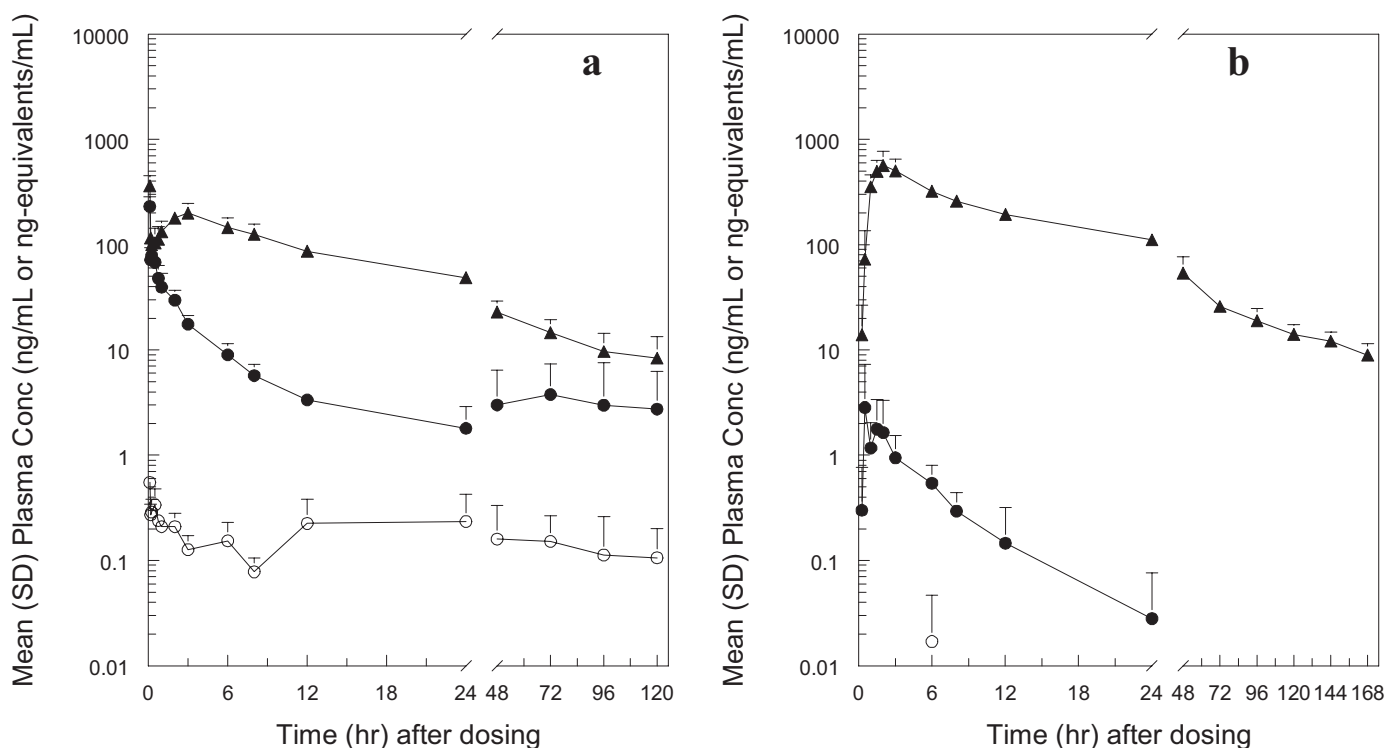 a
Mean (SD) Plasma Conc (ng/mL or ng-equivalents/mL)
10000
1000
100
10
1
0.1
0.01
0 6 12 18 24 48 72 96 120
Time (hr) after dosing
b
Mean (SD) Plasma Conc (ng/mL or ng-equivalents/mL)
10000
1000
100
10
1
0.1
0.01
0 6 12 18 24 48 72 96 120 144 168
Time (hr) after dosing